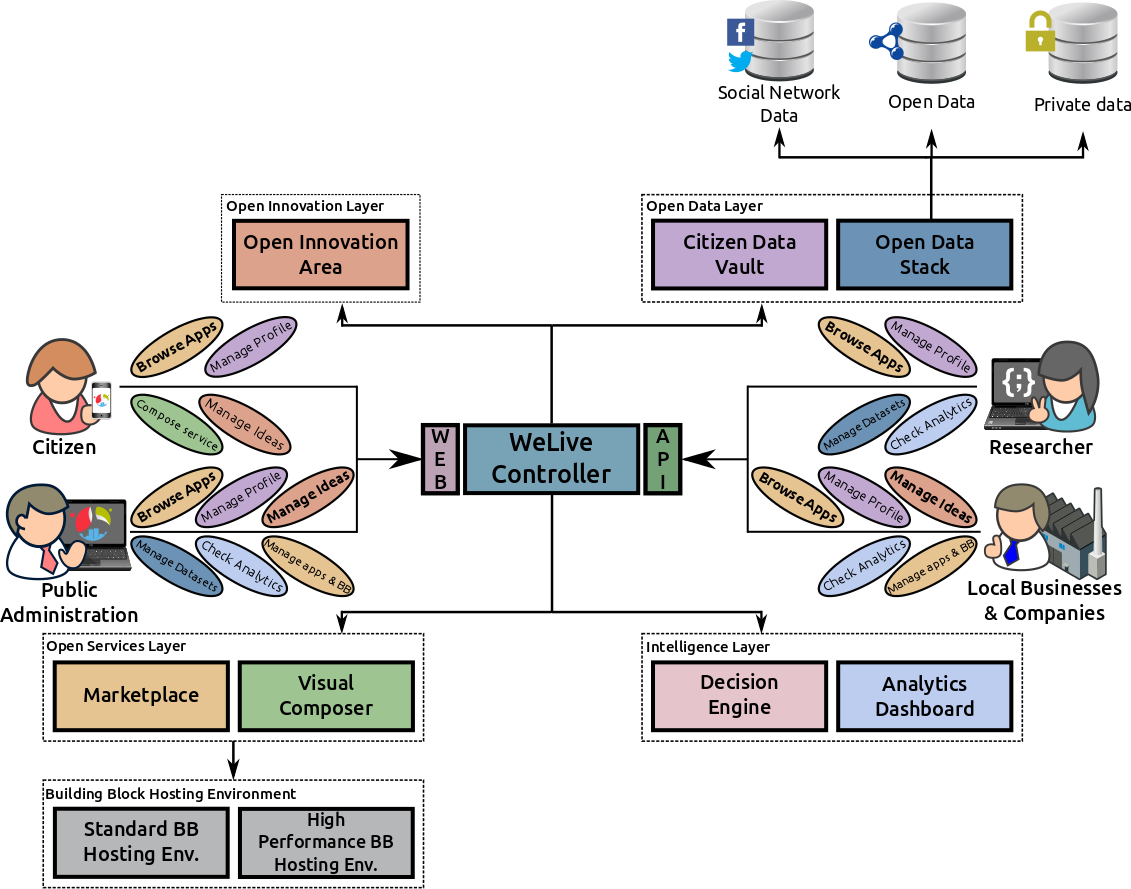 Social Network
Data
Open Data
Private data
Open Innovation Layer
Open Innovation
Area
Open Data Layer
Citizen Data
Vault
Open Data
Stack
Browse Apps
Manage Profile
Browse Apps
Manage Profile
{;}
Citizen
Compose service
Manage Ideas
Manage Datasets
Check Analytics
Researcher
WEB
WeLive
Controller
API
Browse Apps
Manage Profile
Manage Ideas
Browse Apps
Manage Profile
Manage Ideas
Public
Administration
Manage Datasets
Check Analytics
Manage apps & BB
Check Analytics
Manage apps & BB
Local Businesses
& Companies
Open Services Layer
Marketplace
Visual
Composer
Intelligence Layer
Decision
Engine
Analytics
Dashboard
Building Block Hosting Environment
Standard BB
Hosting Env.
High
Performance BB
Hosting Env.